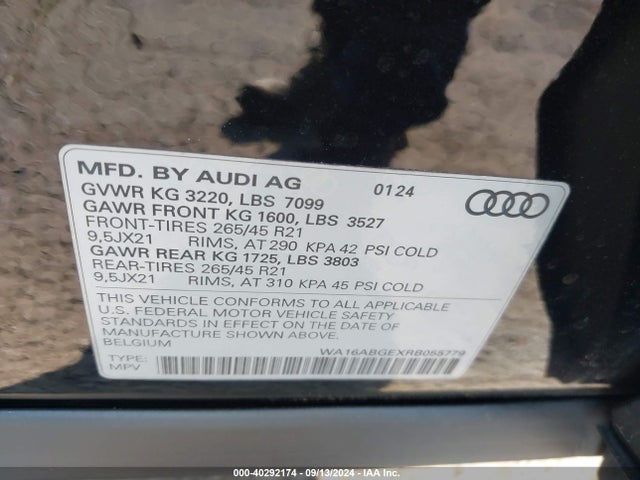 MFD. BY AUDI AG 0124
GVWR KG 3220, LBS 7099
GAWR FRONT KG 1600, LBS 3527
FRONT-TIRES 265/45 R21
9,5JX21 RIMS, AT 290 KPA 42 PSI COLD
GAWR REAR KG 1725, LBS 3803
REAR-TIRES 265/45 R21
9,5JX21 RIMS, AT 310 KPA 45 PSI COLD
THIS VEHICLE CONFORMS TO ALL APPLICABLE
U.S. FEDERAL MOTOR VEHICLE SAFETY
STANDARDS IN EFFECT ON THE DATE OF
MANUFACTURE SHOWN ABOVE.
BELGIUM
WA16ABGEXRB055779
TYPE:
MPV
000-40292174 - 09/13/2024 - IAA Inc.